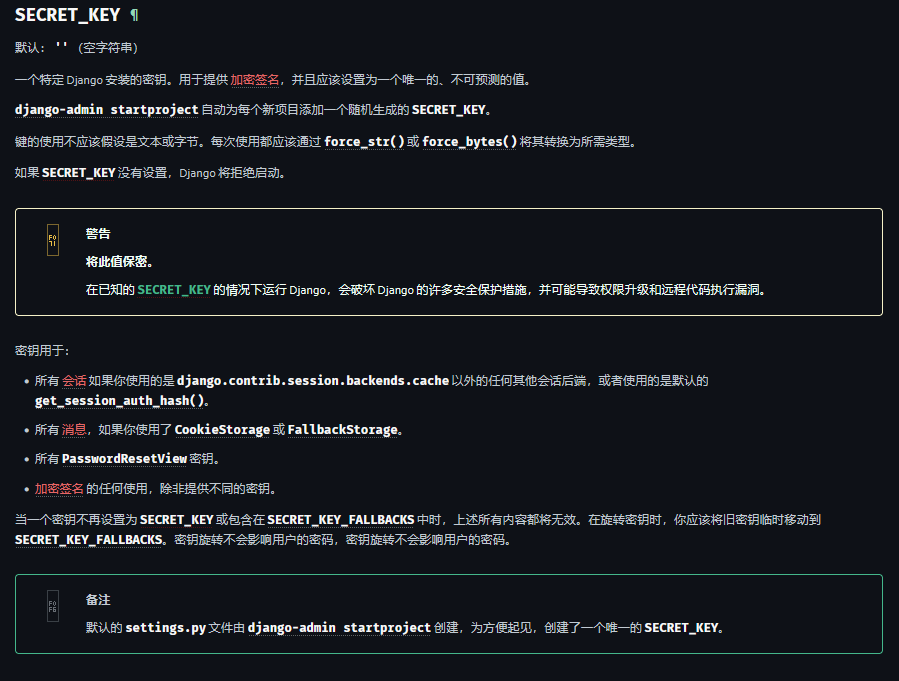 SECRET_KEY ¶
默认： '' （空字符串）
一个特定 Django 安装的密钥。用于提供 加密签名，并且应该设置为一个唯一的、不可预测的值。
django-admin startproject 自动为每个新项目添加一个随机生成的 SECRET_KEY。
键的使用不应该假设是文本或字节。每次使用都应该通过 force_str() 或 force_bytes() 将其转换为所需类型。
如果 SECRET_KEY 没有设置，Django 将拒绝启动。
警告
将此值保密。
在已知的 SECRET_KEY 的情况下运行 Django，会破坏 Django 的许多安全保护措施，并可能导致权限升级和远程代码执行漏洞。
密钥用于：
• 所有 会话 如果你使用的是 django.contrib.session.backends.cache 以外的任何其他会话后端，或者使用的是默认的
get_session_auth_hash()。
• 所有 消息，如果你使用了 CookieStorage 或 FallbackStorage。
• 所有 PasswordResetView 密钥。
• 加密签名 的任何使用，除非提供不同的密钥。
当一个密钥不再设置为 SECRET_KEY 或包含在 SECRET_KEY_FALLBACKS 中时，上述所有内容都将无效。在旋转密钥时，你应该将旧密钥临时移动到
SECRET_KEY_FALLBACKS。密钥旋转不会影响用户的密码，密钥旋转不会影响用户的密码。
备注
默认的 settings.py 文件由 django-admin startproject 创建，为方便起见，创建了一个唯一的 SECRET_KEY。